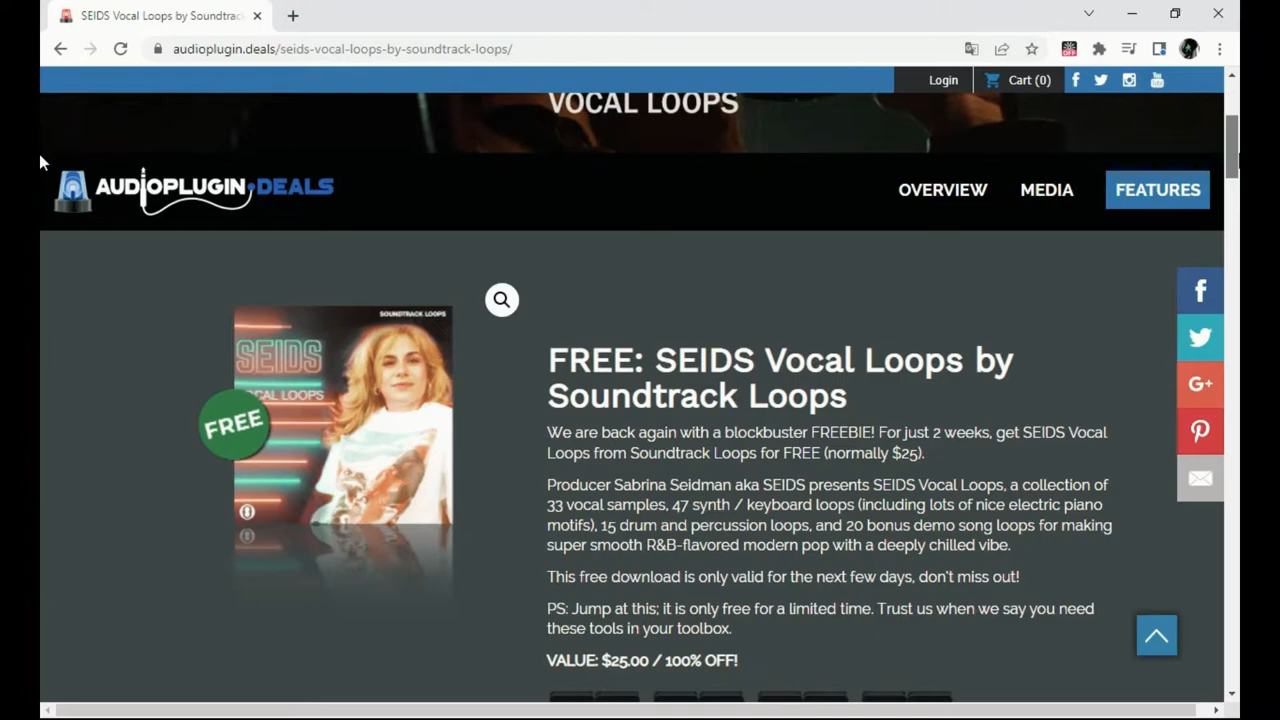 SEIDS Vocal Loops by Soundtrac
audioplugin.deals/seids-vocal-loops-by-soundtrack-loops/
Login
Cart (0)
VOCAL LOOPS
AUDIOPLUGIN DEALS
OVERVIEW
MEDIA
FEATURES
SOUNDTRACK LOOPS
SEIDS
VOCAL LOOPS
FREE
FREE: SEIDS Vocal Loops by
Soundtrack Loops
We are back again with a blockbuster FREEBIE! For just 2 weeks, get SEIDS Vocal
Loops from Soundtrack Loops for FREE (normally $25).
Producer Sabrina Seidman aka SEIDS presents SEIDS Vocal Loops, a collection of
33 vocal samples, 47 synth / keyboard loops (including lots of nice electric piano
motifs), 15 drum and percussion loops, and 20 bonus demo song loops for making
super smooth R&B-flavored modern pop with a deeply chilled vibe.
This free download is only valid for the next few days, don't miss out!
PS: Jump at this; it is only free for a limited time. Trust us when we say you need
these tools in your toolbox.
VALUE: $25.00 / 100% OFF!